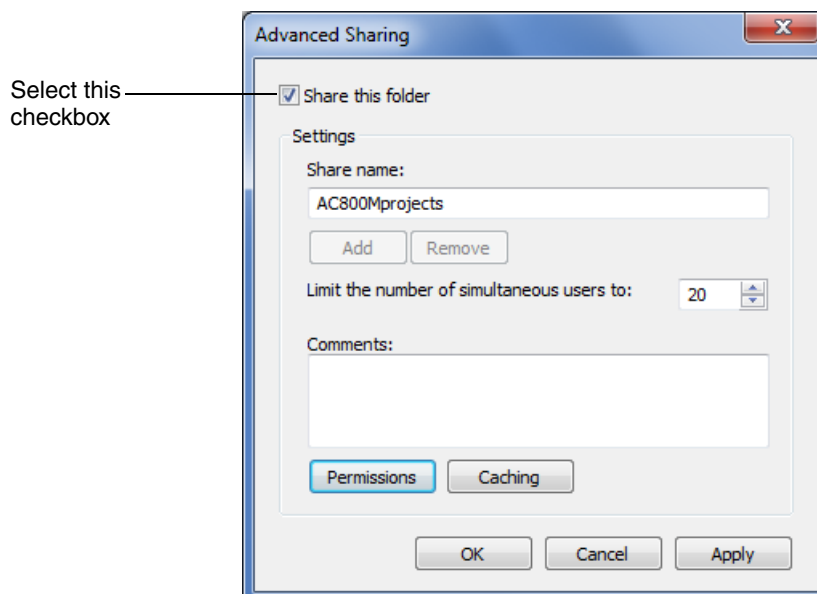 Advanced Sharing
Select this
checkbox
Share this folder
Settings
Share name:
AC800Mprojects
Add Remove
Limit the number of simultaneous users to: 20
Comments:
Permissions Caching
OK Cancel Apply